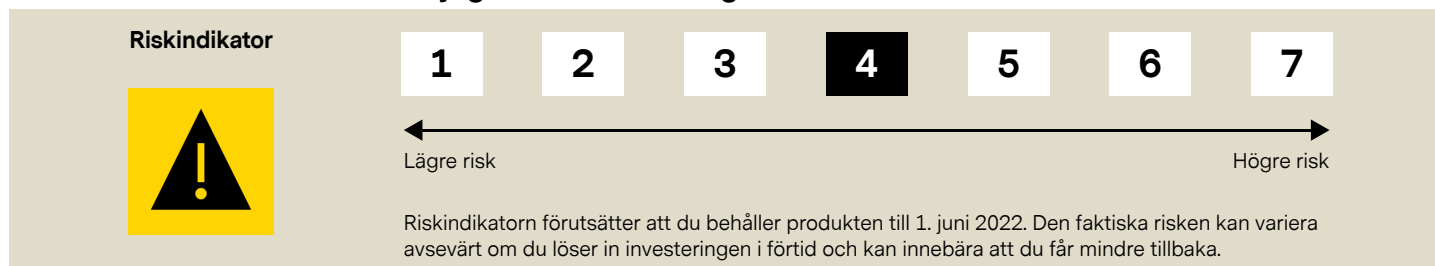 Riskindikator
1 2 3 4 5 6 7
Lägre risk Högre risk
Riskindikatorn förutsätter att du behåller produkten till 1. juni 2022. Den faktiska risken kan variera
avsevärt om du löser in investeringen i förtid och kan innebära att du får mindre tillbaka.